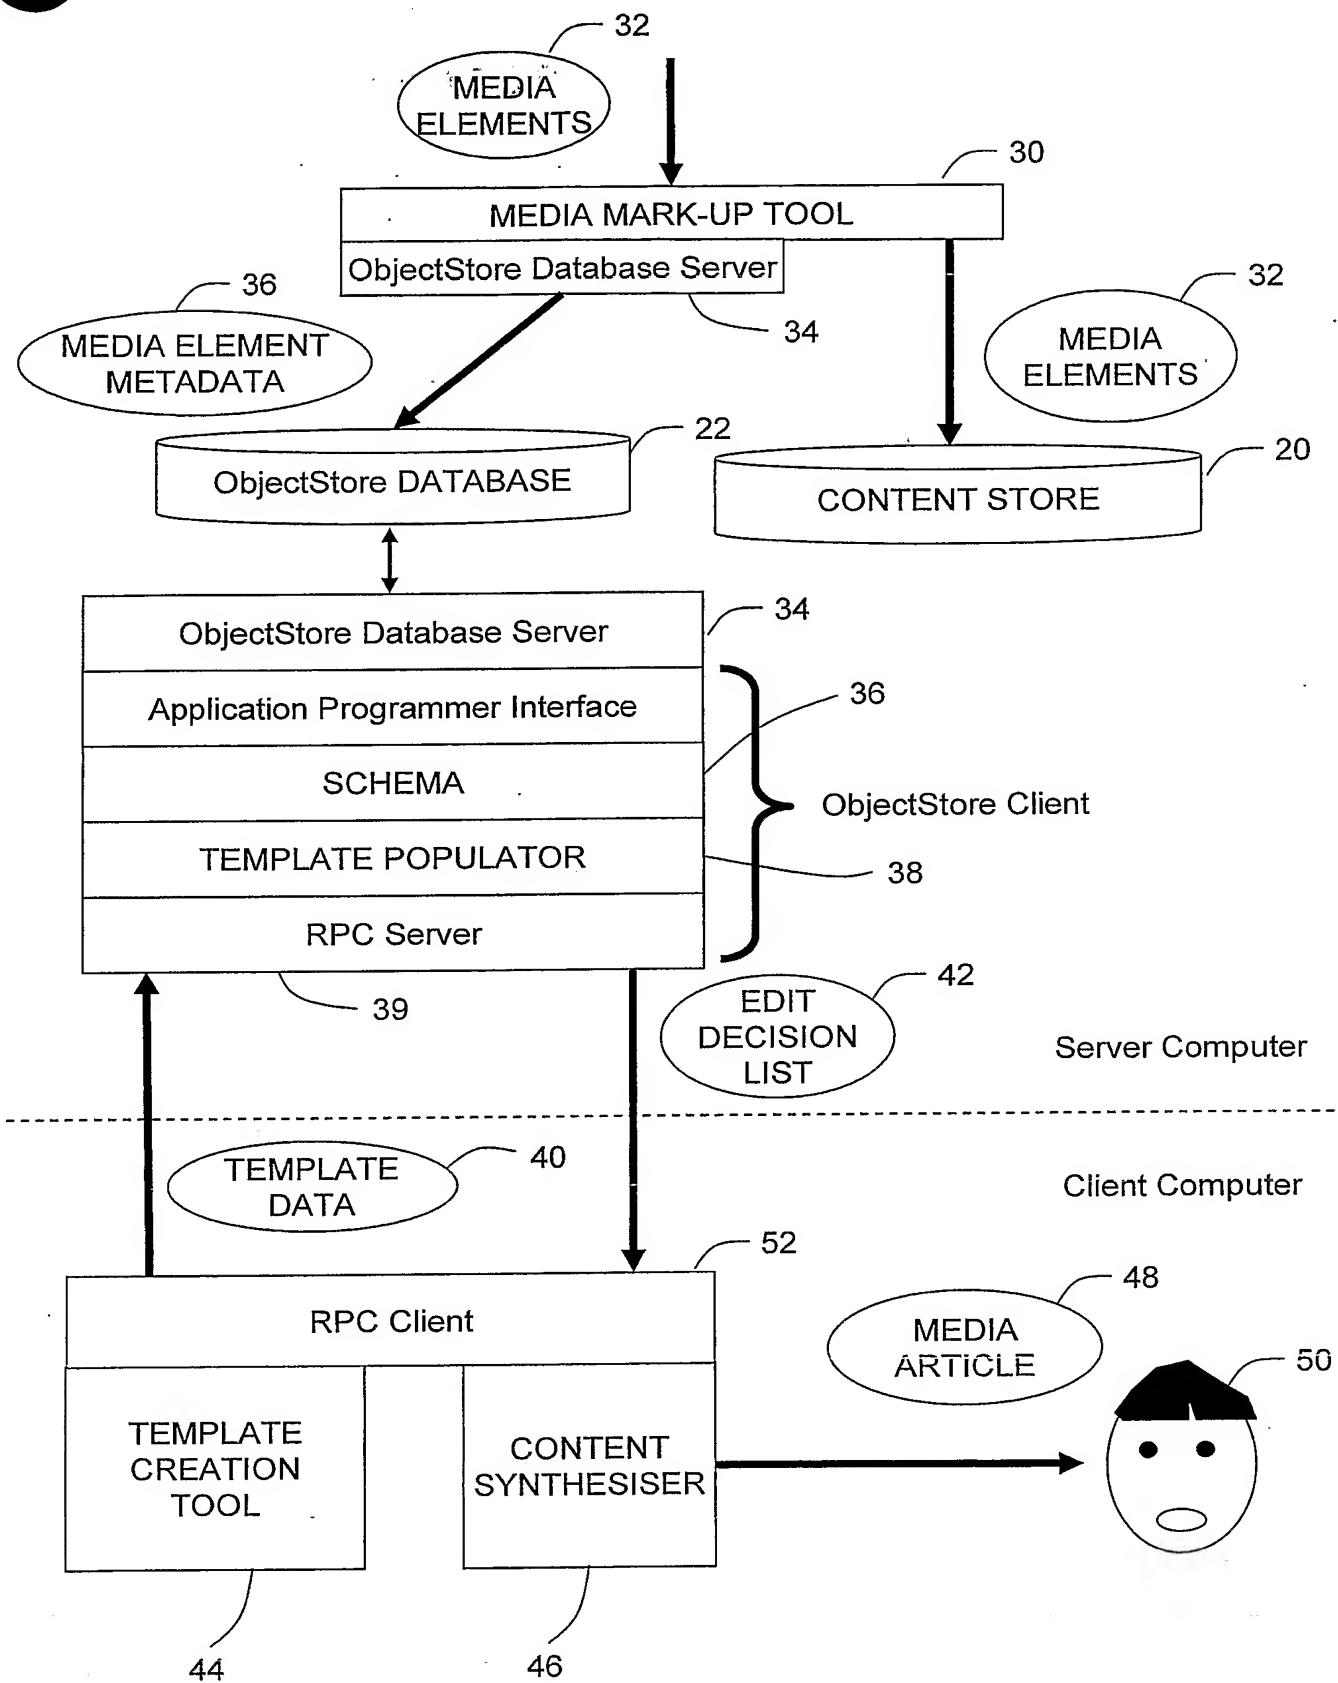 32
MEDIA
ELEMENTS
30
MEDIA MARK-UP TOOL
ObjectStore Database Server
34
36
MEDIA ELEMENT
METADATA
32
MEDIA
ELEMENTS
22
ObjectStore DATABASE
20
CONTENT STORE
ObjectStore Database Server
34
Application Programmer Interface
36
SCHEMA
ObjectStore Client
TEMPLATE POPULATOR
38
RPC Server
39
42
EDIT
DECISION
LIST
Server Computer
TEMPLATE
DATA
40
Client Computer
52
RPC Client
48
MEDIA
ARTICLE
50
TEMPLATE
CREATION
TOOL
CONTENT
SYNTHESISER
44
46